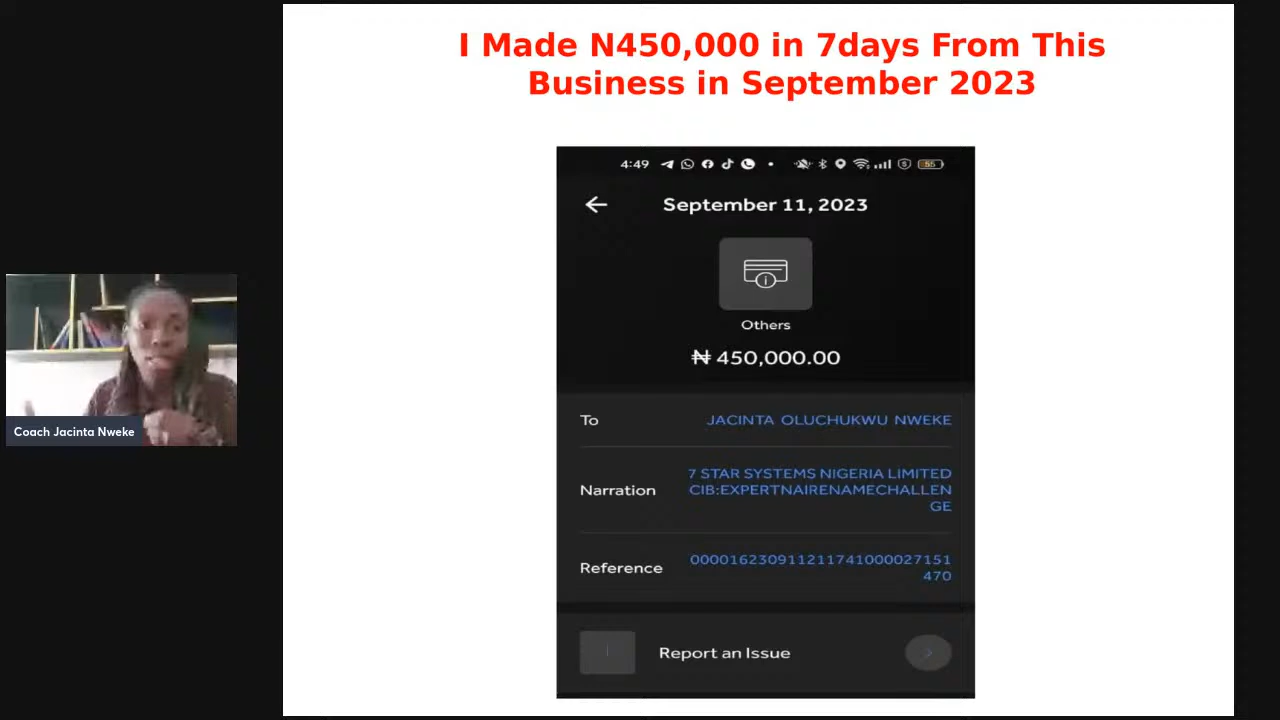 I Made N450,000 in 7days From This
Business in September 2023
4:49
55
September 11, 2023
Others
₦ 450,000.00
To
JACINTA OLUCHUKWU NWEKE
Narration
7 STAR SYSTEMS NIGERIA LIMITED
CIB:EXPERTNAIRENAMECHALLEN
GE
Reference
000016230911211741000027151
470
Report an Issue
Coach Jacinta Nweke